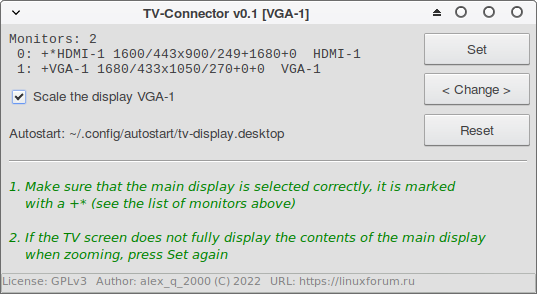 TV-Connector v0.1 [VGA-1]
Monitors: 2
0: +*HDMI-1 1600/443x900/249+1680+0  HDMI-1
1: +VGA-1 1680/433x1050/270+0+0  VGA-1
Set
< Change >
Scale the display VGA-1
Autostart: ~/.config/autostart/tv-display.desktop
Reset
1. Make sure that the main display is selected correctly, it is marked
with a +* (see the list of monitors above)
2. If the TV screen does not fully display the contents of the main display
when zooming, press Set again
License: GPLv3   Author: alex_q_2000 (C) 2022   URL: https://linuxforum.ru